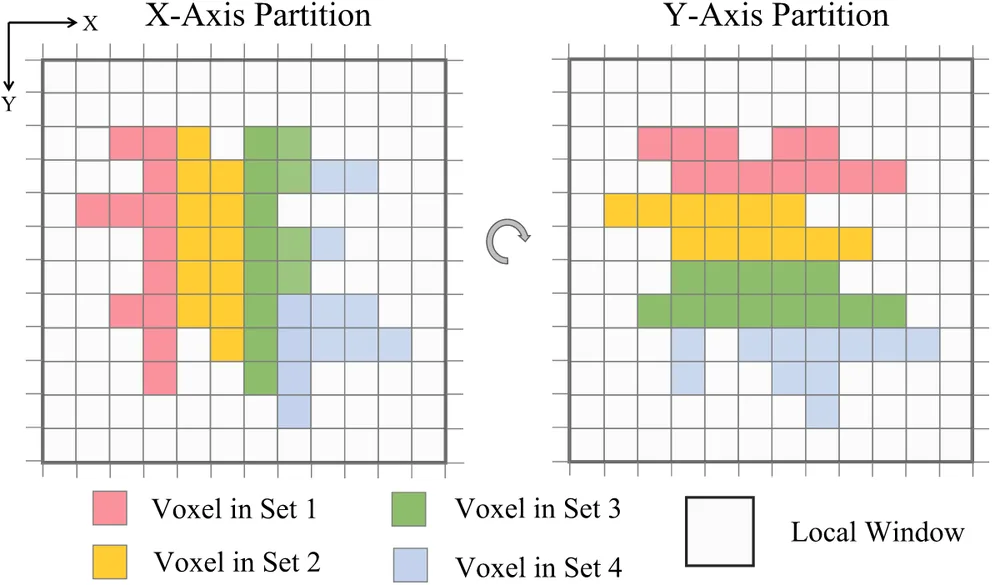 X-Axis Partition
Y-Axis Partition
X
Y
Voxel in Set 1
Voxel in Set 3
Voxel in Set 2
Voxel in Set 4
Local Window